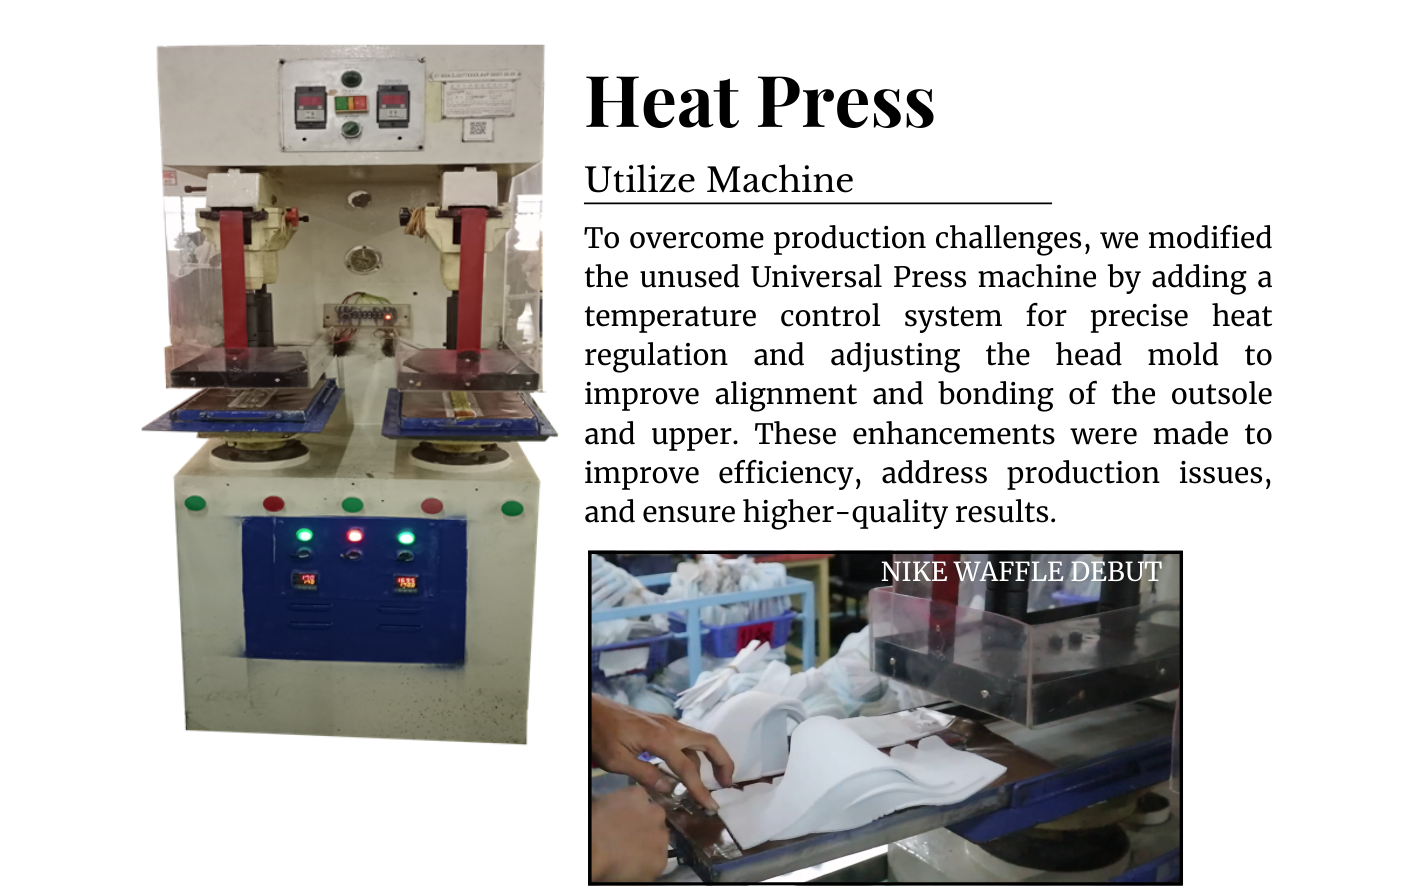 Heat Press
Utilize Machine
To overcome production challenges, we modified
the unused Universal Press machine by adding a
temperature control system for precise heat
regulation and adjusting the head mold to
improve alignment and bonding of the outsole
and upper. These enhancements were made to
improve efficiency, address production issues,
and ensure higher-quality results.
NIKE WAFFLE DEBUT